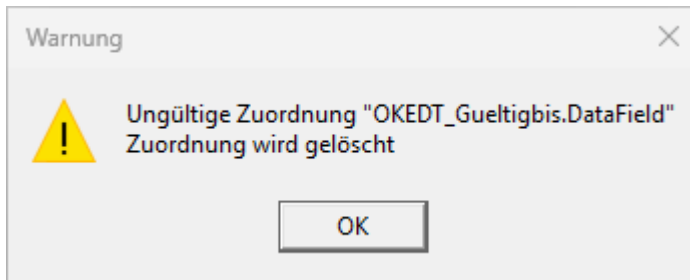 Warnung
Ungültige Zuordnung "OKEDT_Gueltigbis.DataField"
Zuordnung wird gelöscht
OK